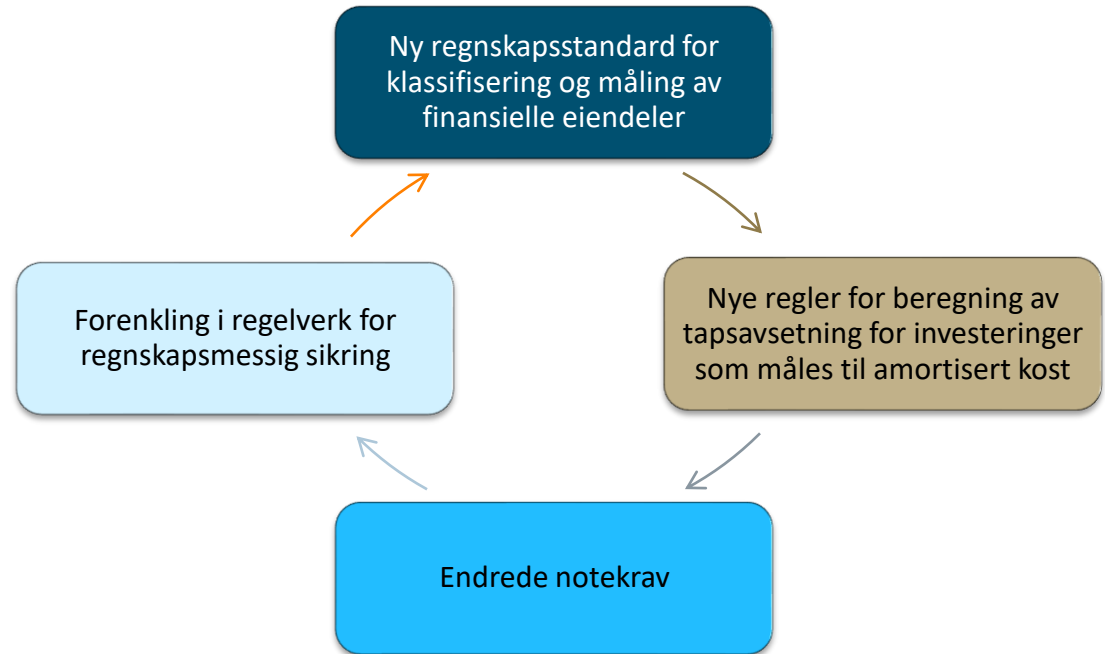 Ny regnskapsstandard for
klassifisering og måling av
finansielle eiendeler
Forenkling i regelverk for
regnskapsmessig sikring
Nye regler for beregning av
tapsavsetning for investeringer
som måles til amortisert kost
Endrede notekrav